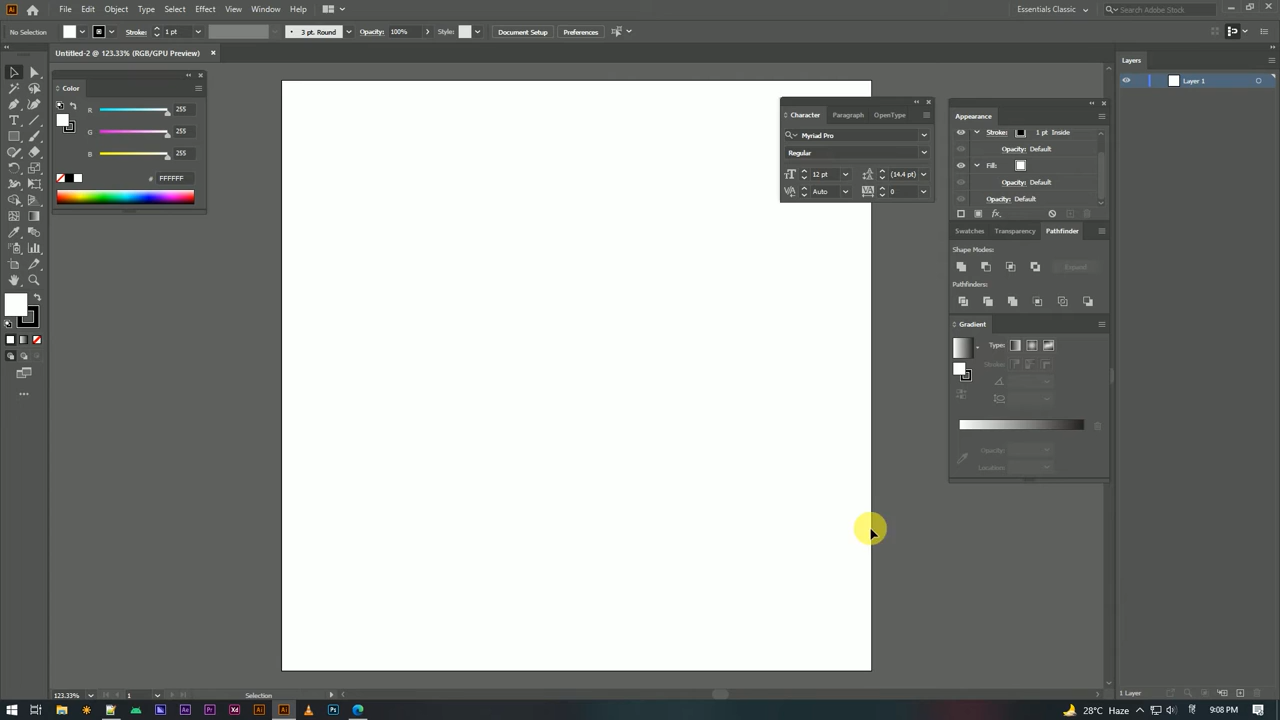 File Edit Object Type Select Effect View Window Help
Essentials Classic
Search Adobe Stock
No Selection
Stroke: 1 pt
3 pt. Round
Opacity: 100%
Style:
Document Setup
Preferences
Untitled-2 @ 123.33% (RGB/GPU Preview)
Color
R 255
G 255
B 255
# FFFFFF
Character Paragraph OpenType
Myriad Pro
Regular
12 pt (14.4 pt)
Auto 0
Appearance
Stroke: 1 pt Inside
Opacity: Default
Fill:
Opacity: Default
Opacity: Default
Swatches Transparency Pathfinder
Shape Modes:
Expand
Pathfinders:
Gradient
Type:
Stroke:
Opacity:
Location:
Layers
Layer 1
123.33% 1 Selection
1 Layer
28°C Haze
9:08 PM